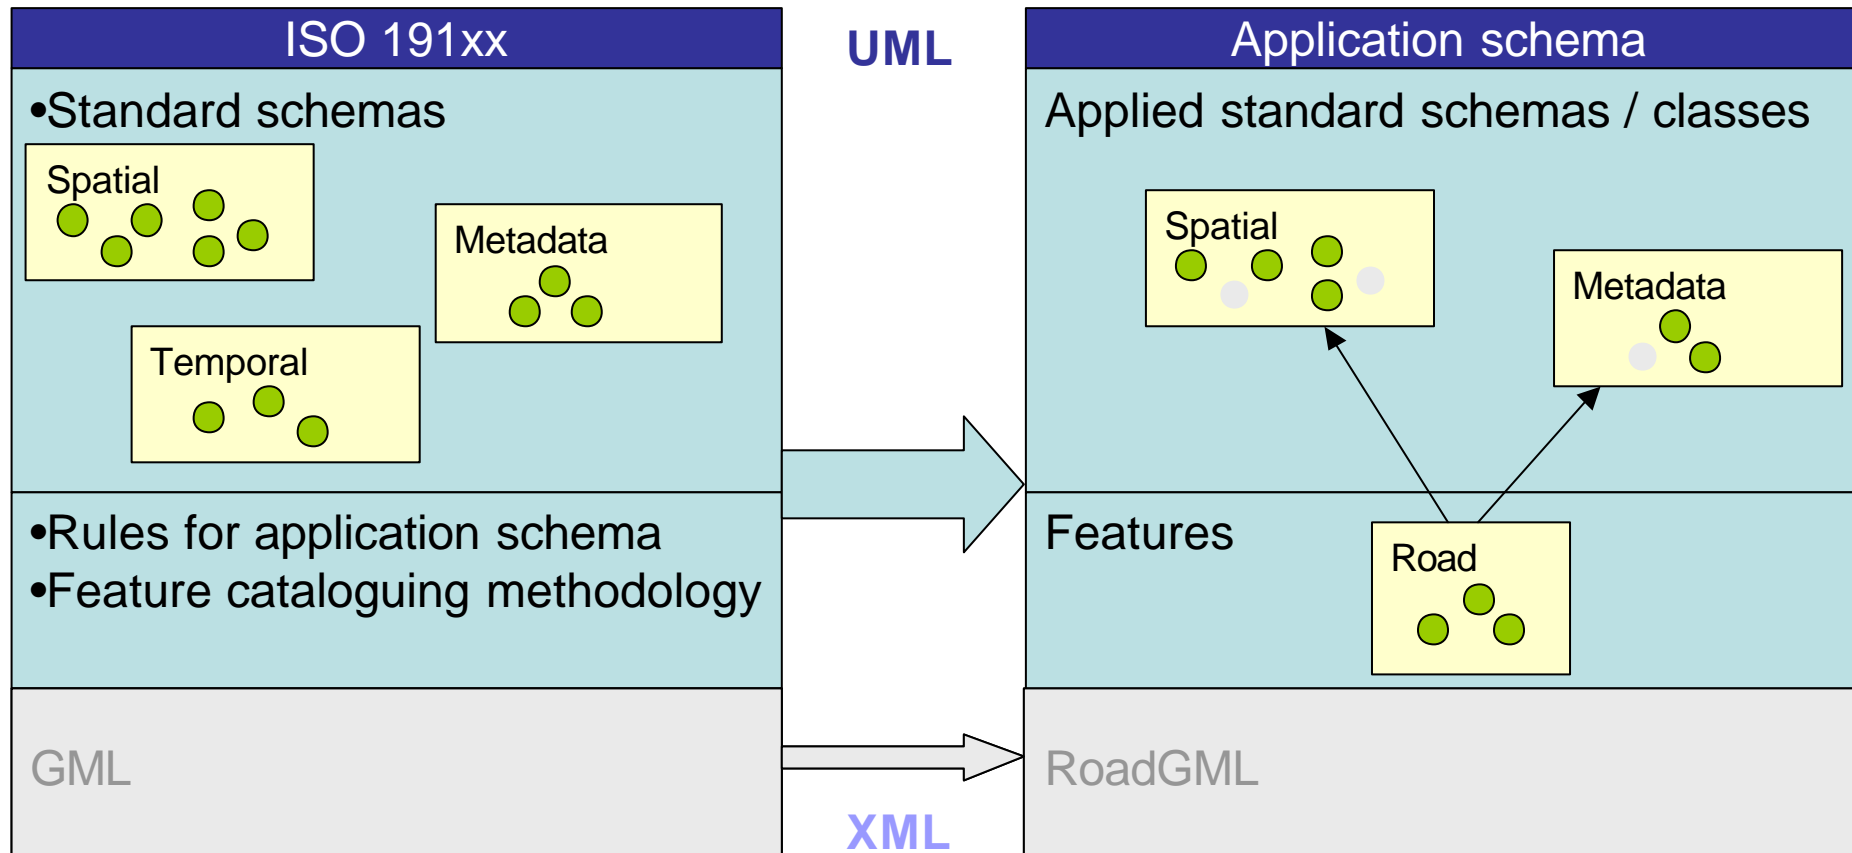 ISO 191xx
•Standard schemas
Spatial
Metadata
Temporal
•Rules for application schema
•Feature cataloguing methodology
GML
UML
XML
Application schema
Applied standard schemas / classes
Spatial
Metadata
Features
Road
RoadGML